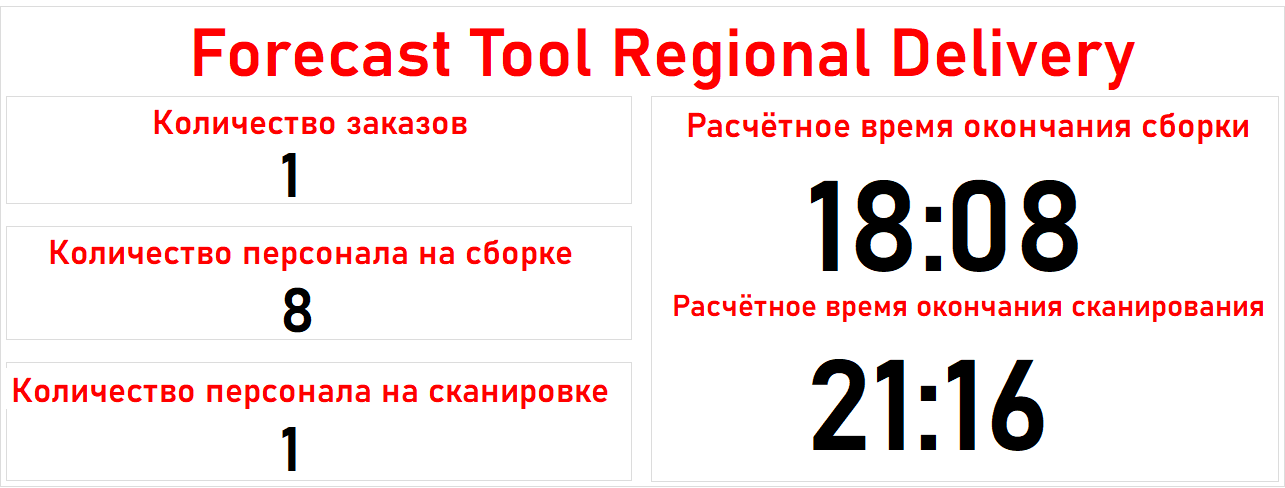 Forecast Tool Regional Delivery
Количество заказов
1
Количество персонала на сборке
8
Количество персонала на сканировке
1
Расчётное время окончания сборки
18:08
Расчётное время окончания сканирования
21:16